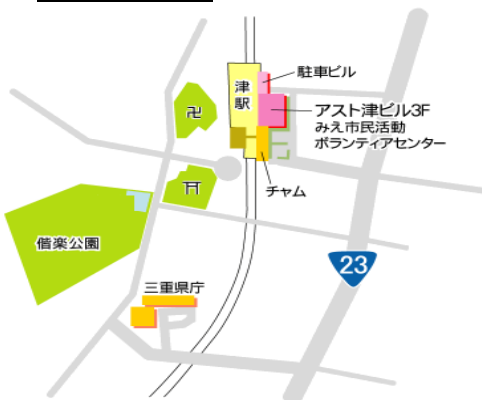 駐車ビル
津駅
アスト津ビル3F
みえ市民活動
ボランティアセンター
チャム
偕楽公園
23
三重県庁